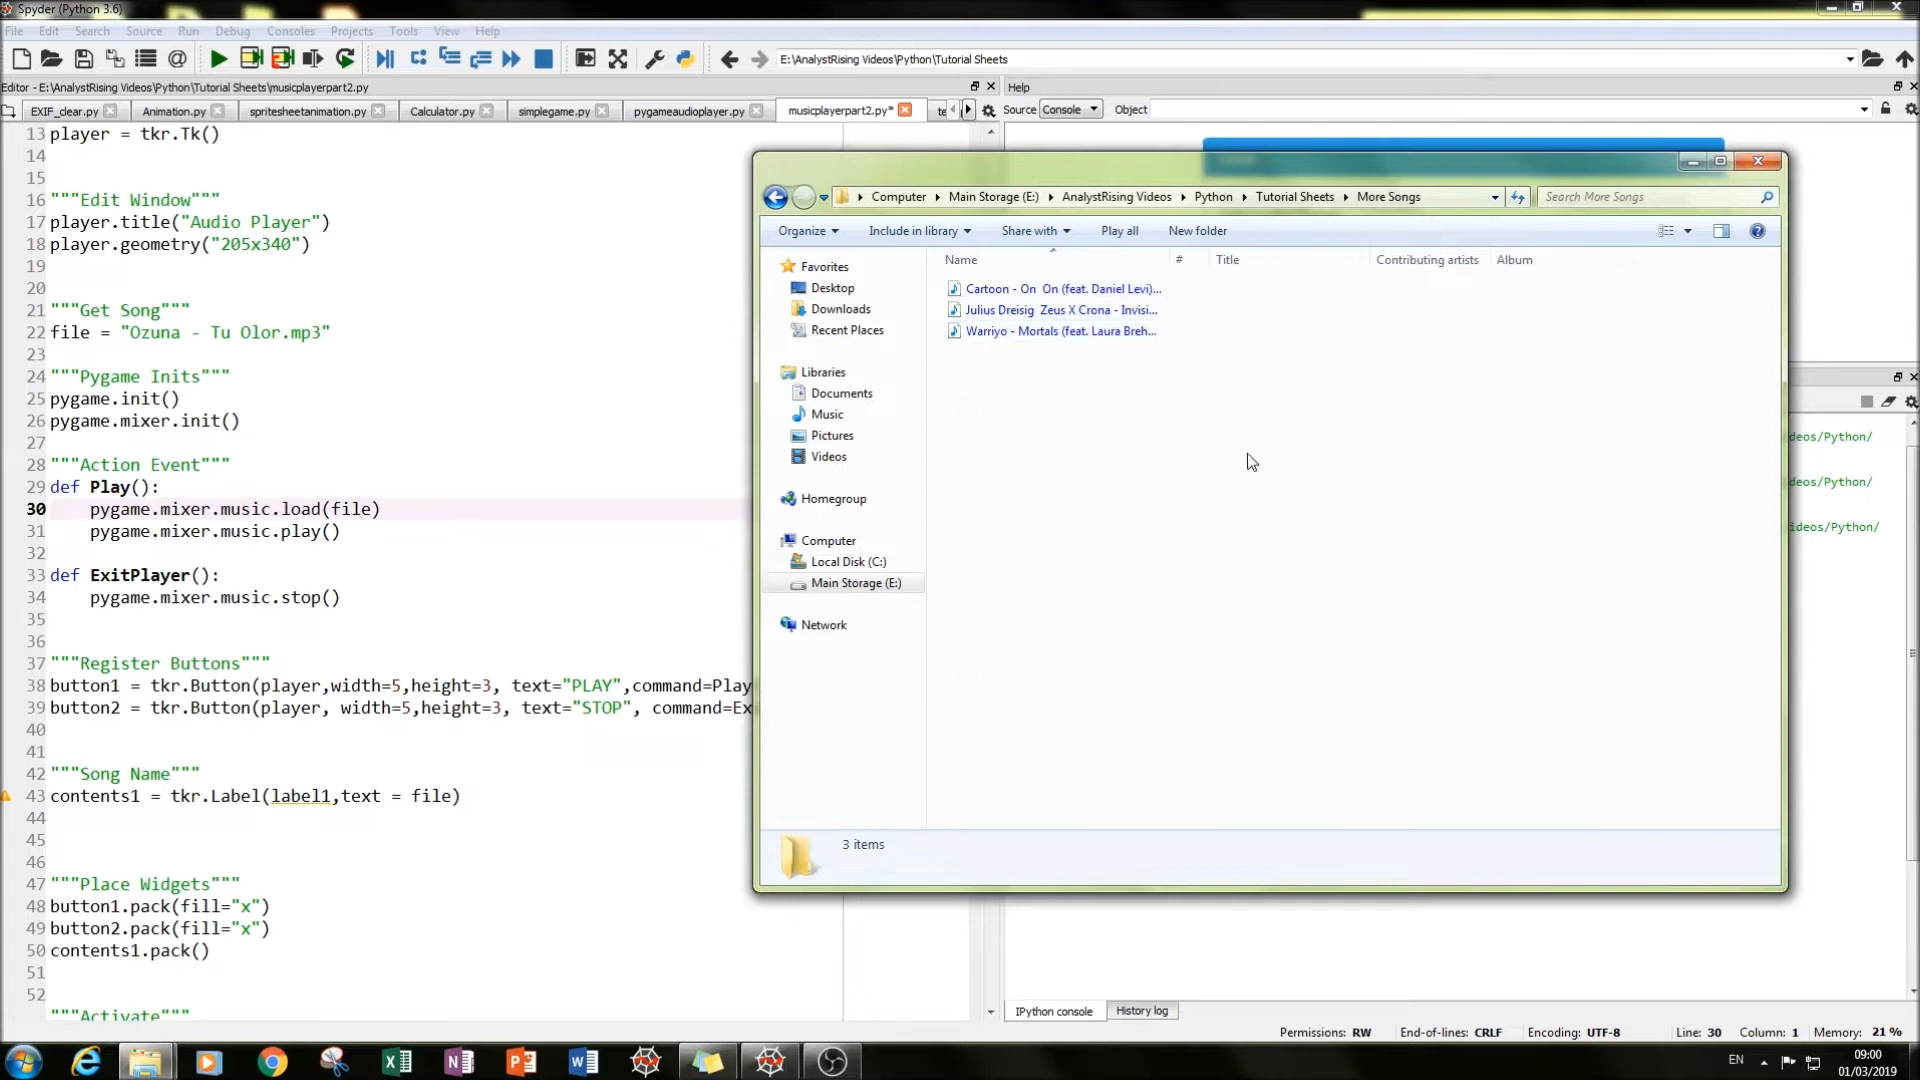 Spyder (Python 3.6)
File Edit Search Source Run Debug Consoles Projects Tools View Help
E:\AnalystRising Videos\Python\Tutorial Sheets
Editor - E:\AnalystRising Videos\Python\Tutorial Sheets\musicplayerpart2.py
Help
EXIF_clear.py Animation.py spritesheetanimation.py Calculator.py simplegame.py pygameaudioplayer.py musicplayerpart2.py* te
Source Console Object
13 player = tkr.Tk()
14
15
16 """Edit Window"""
17 player.title("Audio Player")
18 player.geometry("205x340")
19
20
21 """Get Song"""
22 file = "Ozuna - Tu Olor.mp3"
23
24 """Pygame Inits"""
25 pygame.init()
26 pygame.mixer.init()
27
28 """Action Event"""
29 def Play():
30 pygame.mixer.music.load(file)
31 pygame.mixer.music.play()
32
33 def ExitPlayer():
34 pygame.mixer.music.stop()
35
36
37 """Register Buttons"""
38 button1 = tkr.Button(player,width=5,height=3, text="PLAY",command=Play
39 button2 = tkr.Button(player, width=5,height=3, text="STOP", command=Ex
40
41
42 """Song Name"""
43 contents1 = tkr.Label(label1,text = file)
44
45
46
47 """Place Widgets"""
48 button1.pack(fill="x")
49 button2.pack(fill="x")
50 contents1.pack()
51
52
"""Activate"""
Computer Main Storage (E:) AnalystRising Videos Python Tutorial Sheets More Songs
Search More Songs
Organize Include in library Share with Play all New folder
Name # Title Contributing artists Album
Favorites
Desktop
Downloads
Recent Places
Libraries
Documents
Music
Pictures
Videos
Homegroup
Computer
Local Disk (C:)
Main Storage (E:)
Network
Cartoon - On On (feat. Daniel Levi)...
Julius Dreisig Zeus X Crona - Invisi...
Warriyo - Mortals (feat. Laura Breh...
3 items
deos/Python/
deos/Python/
ideos/Python/
IPython console History log
Permissions: RW End-of-lines: CRLF Encoding: UTF-8 Line: 30 Column: 1 Memory: 21 %
EN
09:00
01/03/2019